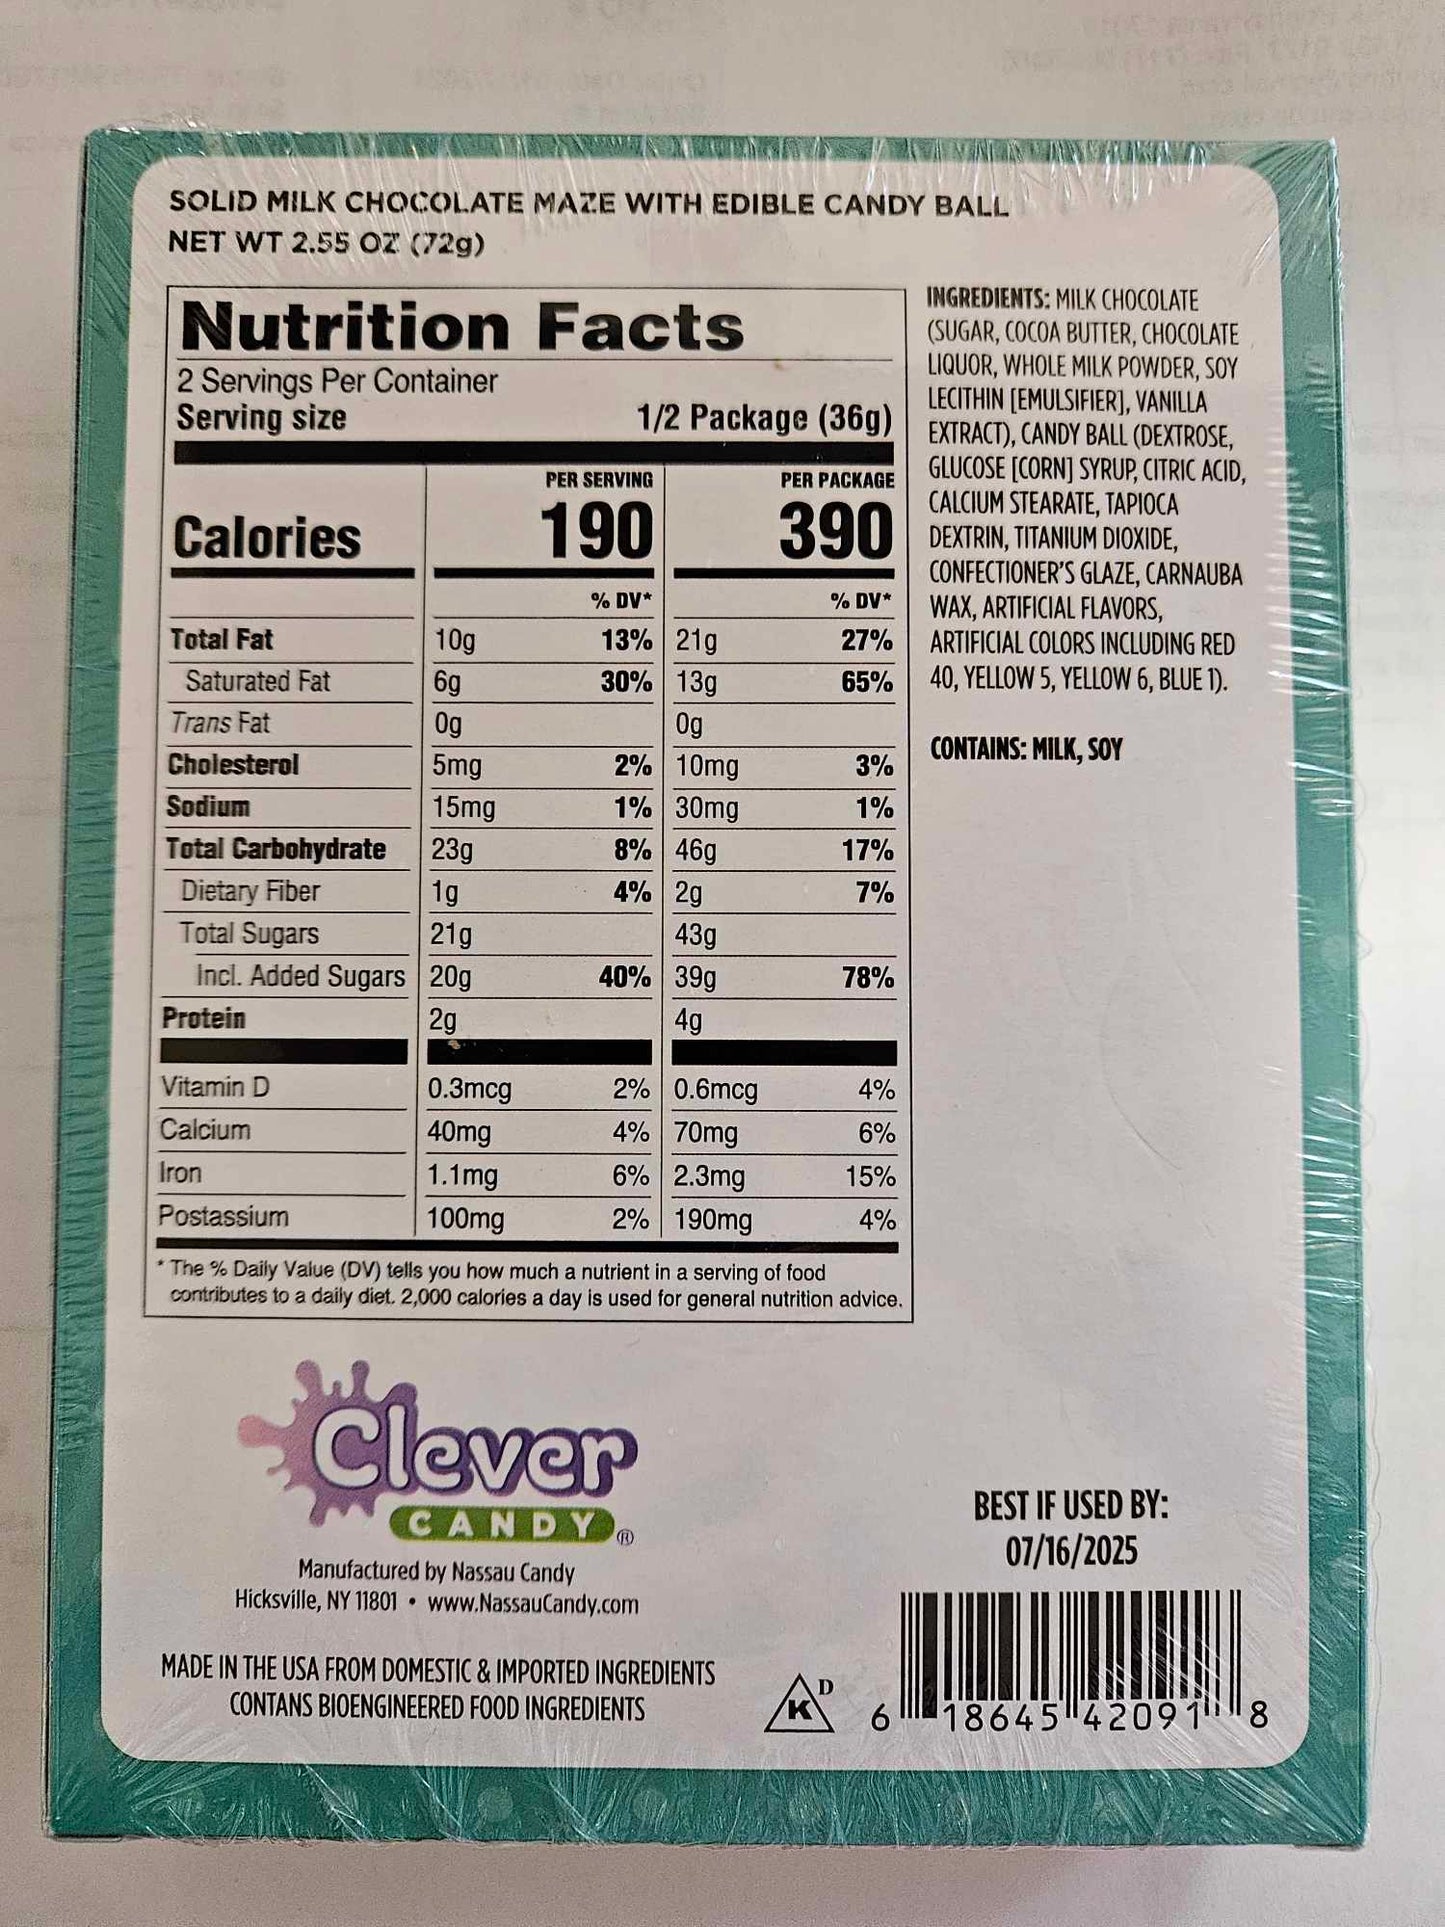 SOLID MILK CHOCOLATE MAZE WITH EDIBLE CANDY BALL
NET WT 2.55 OZ (72g)
Nutrition Facts
2 Servings Per Container
Serving size 1/2 Package (36g)
PER SERVING PER PACKAGE
Calories 190 390
% DV* % DV*
Total Fat 10g 13% 21g 27%
Saturated Fat 6g 30% 13g 65%
Trans Fat 0g 0g
Cholesterol 5mg 2% 10mg 3%
Sodium 15mg 1% 30mg 1%
Total Carbohydrate 23g 8% 46g 17%
Dietary Fiber 1g 4% 2g 7%
Total Sugars 21g 43g
Incl. Added Sugars 20g 40% 39g 78%
Protein 2g 4g
Vitamin D 0.3mcg 2% 0.6mcg 4%
Calcium 40mg 4% 70mg 6%
Iron 1.1mg 6% 2.3mg 15%
Postassium 100mg 2% 190mg 4%
* The % Daily Value (DV) tells you how much a nutrient in a serving of food
contributes to a daily diet. 2,000 calories a day is used for general nutrition advice.
INGREDIENTS: MILK CHOCOLATE
(SUGAR, COCOA BUTTER, CHOCOLATE
LIQUOR, WHOLE MILK POWDER, SOY
LECITHIN [EMULSIFIER], VANILLA
EXTRACT), CANDY BALL (DEXTROSE,
GLUCOSE [CORN] SYRUP, CITRIC ACID,
CALCIUM STEARATE, TAPIOCA
DEXTRIN, TITANIUM DIOXIDE,
CONFECTIONER'S GLAZE, CARNAUBA
WAX, ARTIFICIAL FLAVORS,
ARTIFICIAL COLORS INCLUDING RED
40, YELLOW 5, YELLOW 6, BLUE 1).
CONTAINS: MILK, SOY
Clever
CANDY®
Manufactured by Nassau Candy
Hicksville, NY 11801 • www.NassauCandy.com
MADE IN THE USA FROM DOMESTIC & IMPORTED INGREDIENTS
CONTANS BIOENGINEERED FOOD INGREDIENTS
K D
BEST IF USED BY:
07/16/2025
6 18645 42091 8